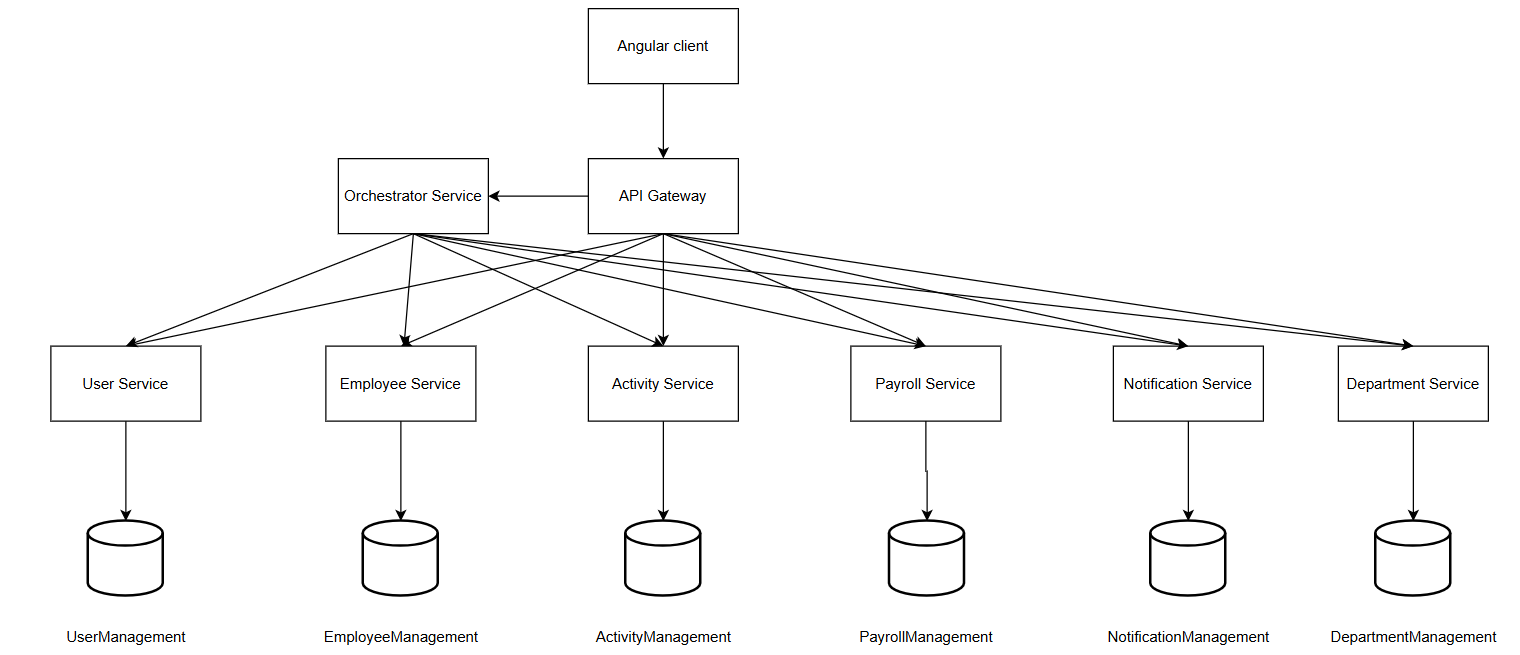 Angular client
Orchestrator Service
API Gateway
User Service
Employee Service
Activity Service
Payroll Service
Notification Service
Department Service
UserManagement
EmployeeManagement
ActivityManagement
PayrollManagement
NotificationManagement
DepartmentManagement